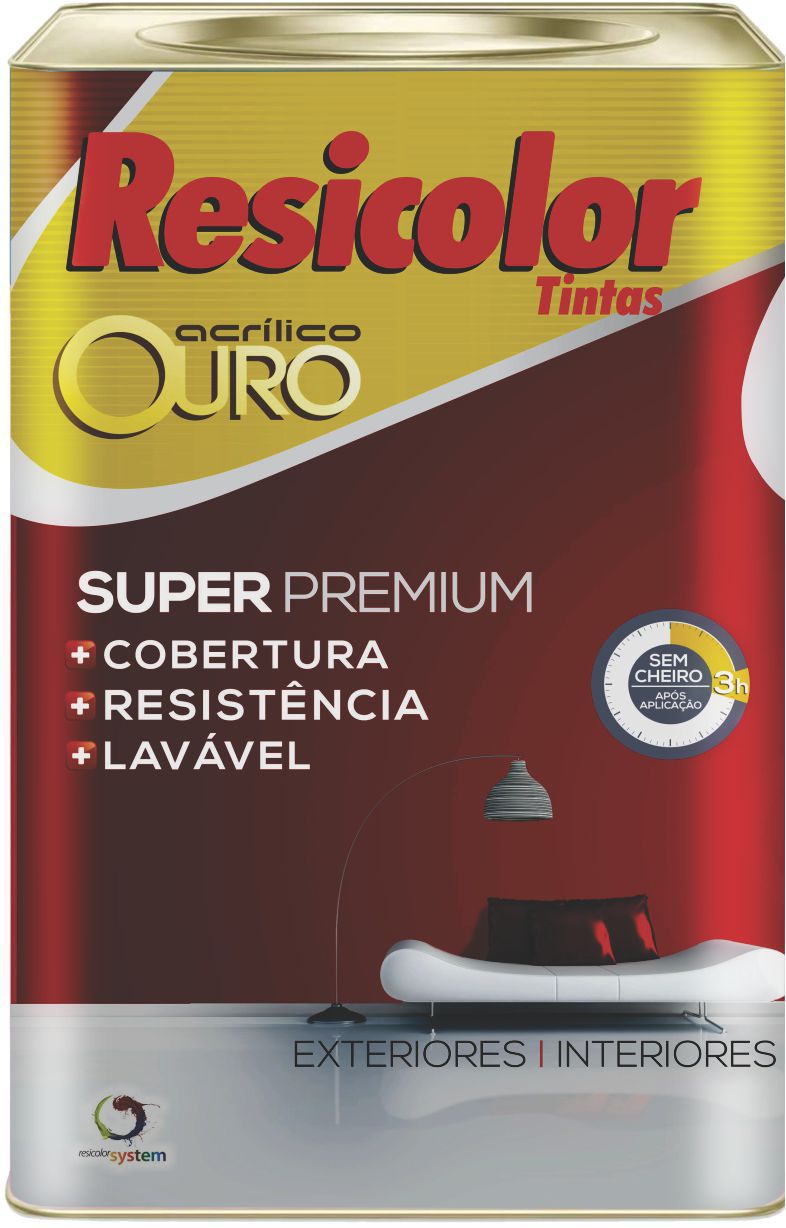 Resicolor
Tintas
acrílico
OURO
SUPER PREMIUM
+ COBERTURA
+ RESISTÊNCIA
+ LAVÁVEL
SEM
CHEIRO
3h
APÓS
APLICAÇÃO
EXTERIORES | INTERIORES
resicolorsystem